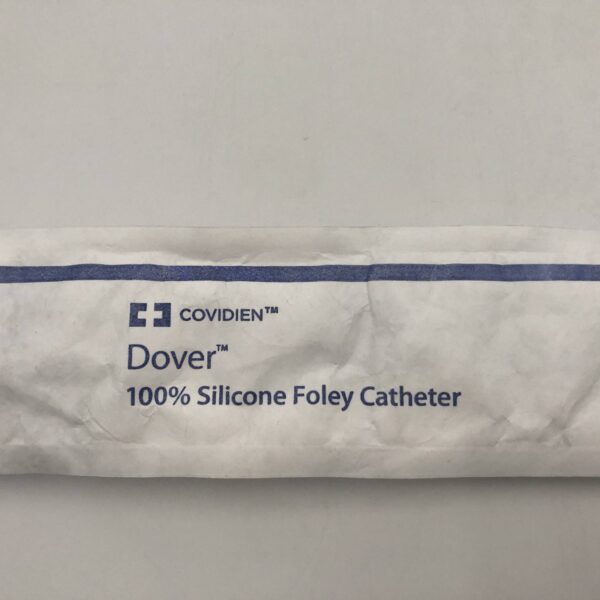 COVIDIEN™
Dover™
100% Silicone Foley Catheter